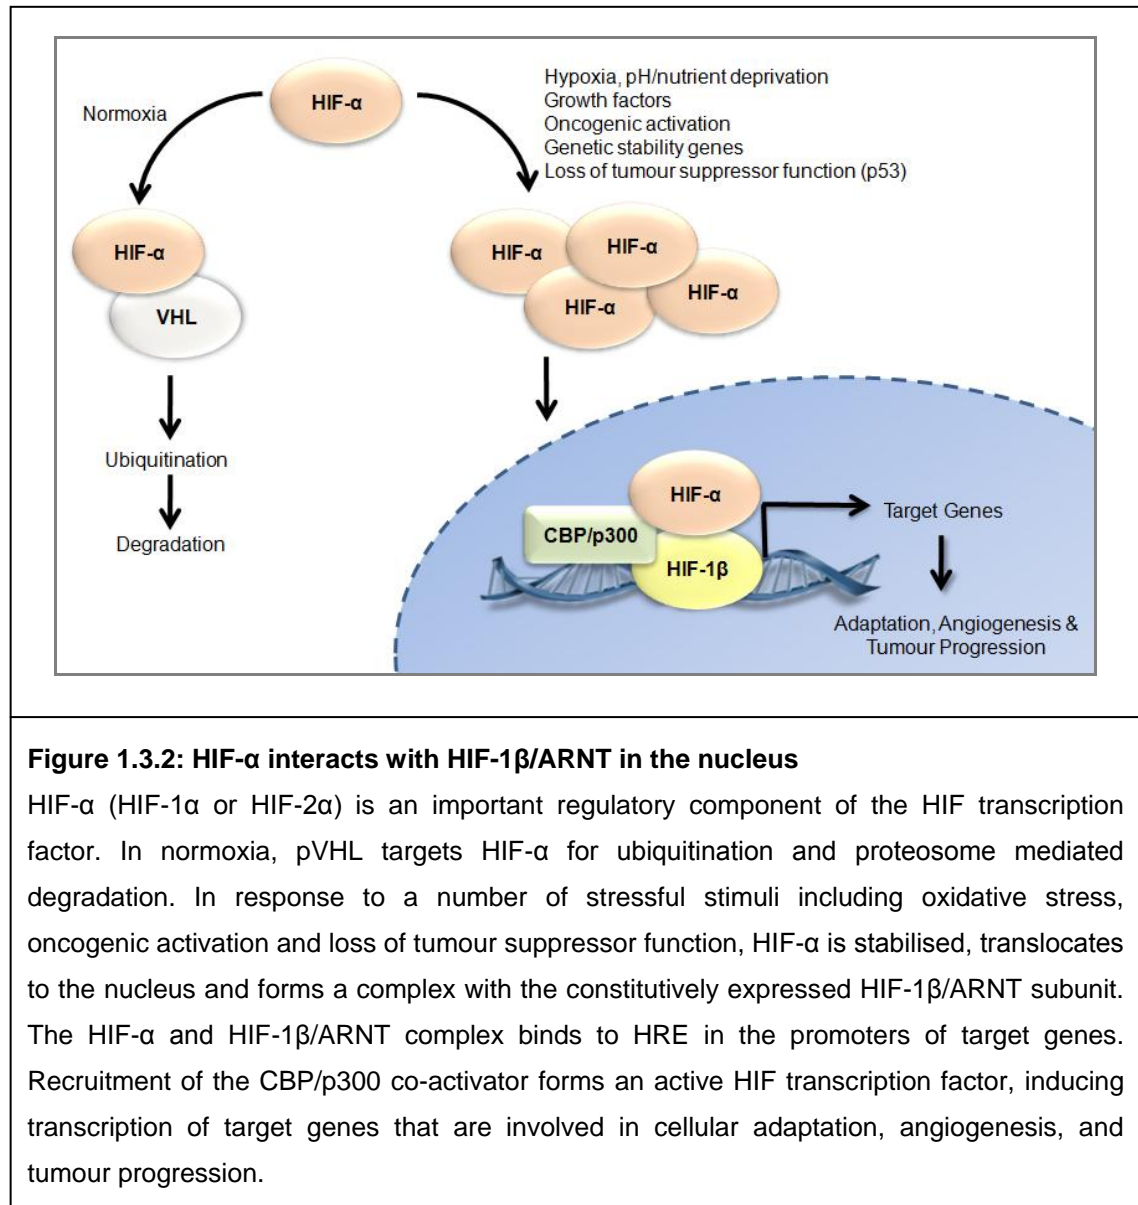 HIF-α
Normoxia
Hypoxia, pH/nutrient deprivation
Growth factors
Oncogenic activation
Genetic stability genes
Loss of tumour suppressor function (p53)
HIF-α
VHL
HIF-α
HIF-α
HIF-α
HIF-α
Ubiquitination
Degradation
HIF-α
CBP/p300
HIF-1β
Target Genes
Adaptation, Angiogenesis &
Tumour Progression
Figure 1.3.2: HIF-α interacts with HIF-1β/ARNT in the nucleus
HIF-α (HIF-1α or HIF-2α) is an important regulatory component of the HIF transcription
factor. In normoxia, pVHL targets HIF-α for ubiquitination and proteosome mediated
degradation. In response to a number of stressful stimuli including oxidative stress,
oncogenic activation and loss of tumour suppressor function, HIF-α is stabilised, translocates
to the nucleus and forms a complex with the constitutively expressed HIF-1β/ARNT subunit.
The HIF-α and HIF-1β/ARNT complex binds to HRE in the promoters of target genes.
Recruitment of the CBP/p300 co-activator forms an active HIF transcription factor, inducing
transcription of target genes that are involved in cellular adaptation, angiogenesis, and
tumour progression.